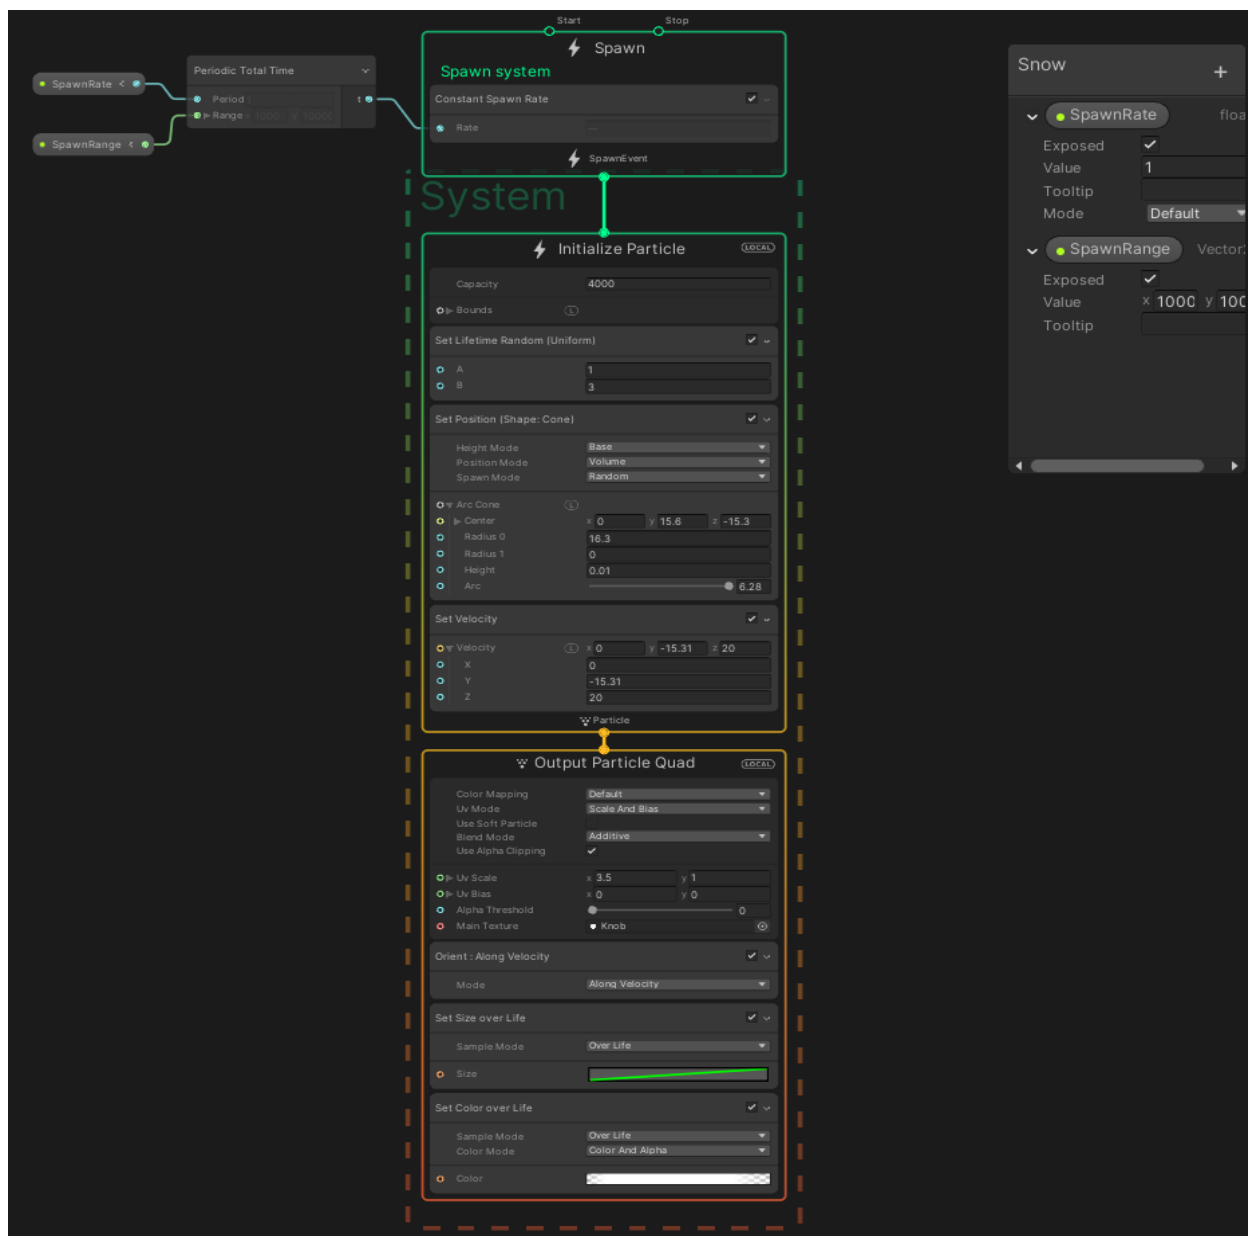 Start Stop
Spawn
Spawn system
Constant Spawn Rate
Rate
SpawnEvent
SpawnRate <
SpawnRange <
Periodic Total Time
Period
Range x 1000 y 1000
t
System
Initialize Particle LOCAL
Capacity 4000
Bounds L
Set Lifetime Random (Uniform)
A 1
B 3
Set Position (Shape: Cone)
Height Mode Base
Position Mode Volume
Spawn Mode Random
Arc Cone L
Center x 0 y 15.6 z -15.3
Radius 0 16.3
Radius 1 0
Height 0.01
Arc 6.28
Set Velocity
Velocity L x 0 y -15.31 z 20
X 0
Y -15.31
Z 20
Particle
Output Particle Quad LOCAL
Color Mapping Default
Uv Mode Scale And Bias
Use Soft Particle
Blend Mode Additive
Use Alpha Clipping
Uv Scale x 3.5 y 1
Uv Bias x 0 y 0
Alpha Threshold 0
Main Texture Knob
Orient : Along Velocity
Mode Along Velocity
Set Size over Life
Sample Mode Over Life
Size
Set Color over Life
Sample Mode Over Life
Color Mode Color And Alpha
Color
Snow +
SpawnRate floa
Exposed
Value 1
Tooltip
Mode Default
SpawnRange Vector
Exposed
Value x 1000 y 100
Tooltip